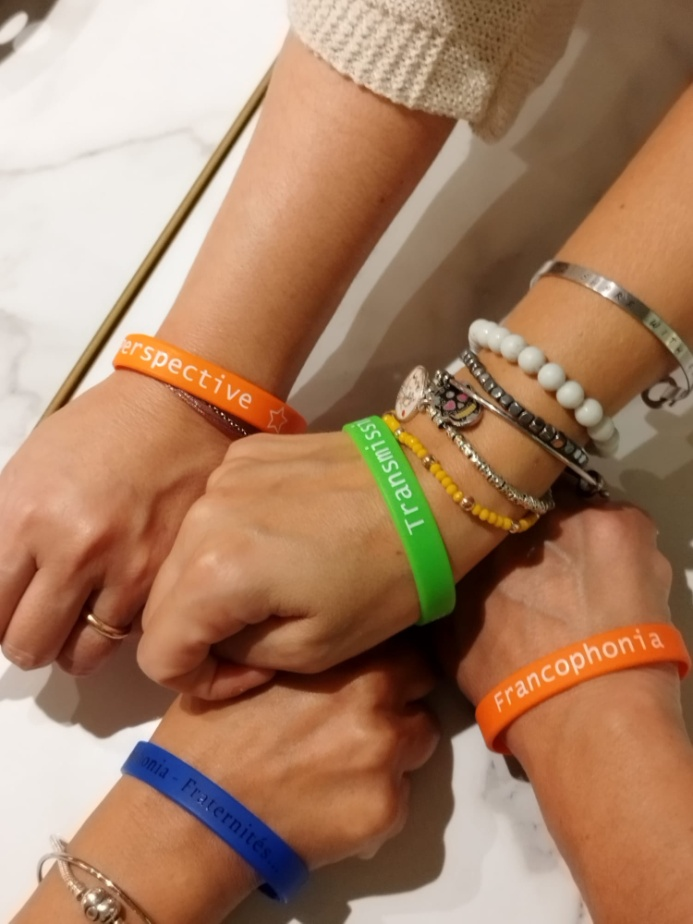 erspective
Transmissi
Francophonia
onia - Fraternités